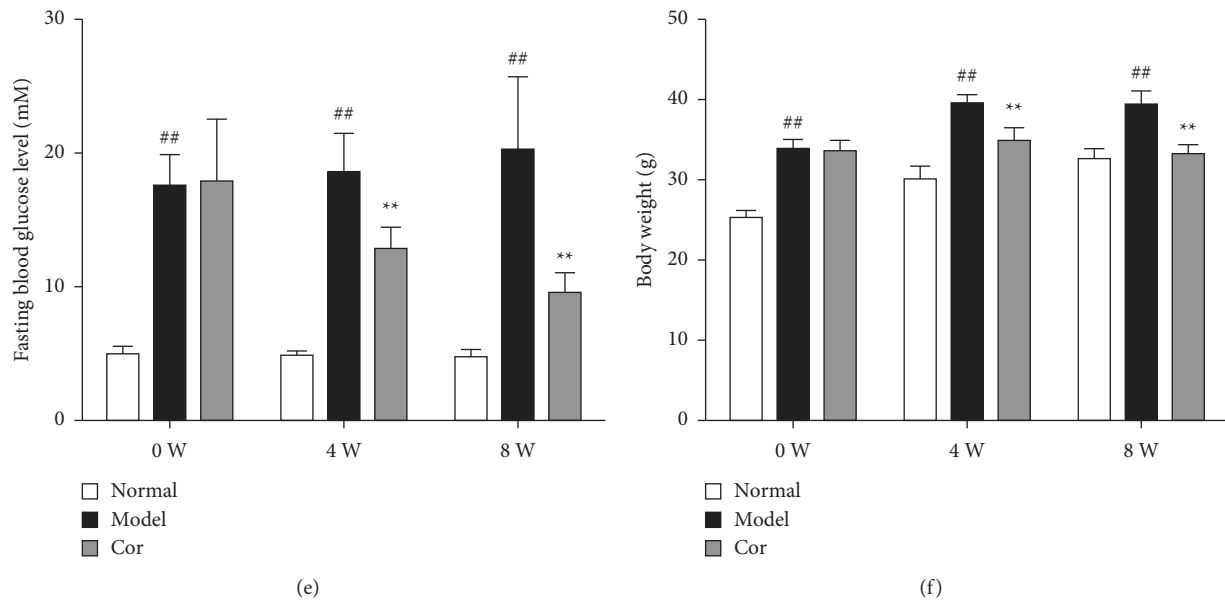 30
20
10
0
Fasting blood glucose level (mM)
##
##
##
**
**
0 W
4 W
8 W
Normal
Model
Cor
(e)
50
40
30
20
10
0
Body weight (g)
##
##
##
**
**
0 W
4 W
8 W
Normal
Model
Cor
(f)